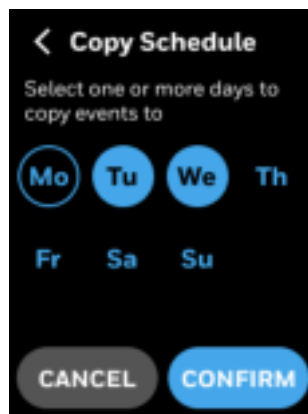 Copy Schedule
Select one or more days to
copy events to
Mo Tu We Th
Fr Sa Su
CANCEL CONFIRM